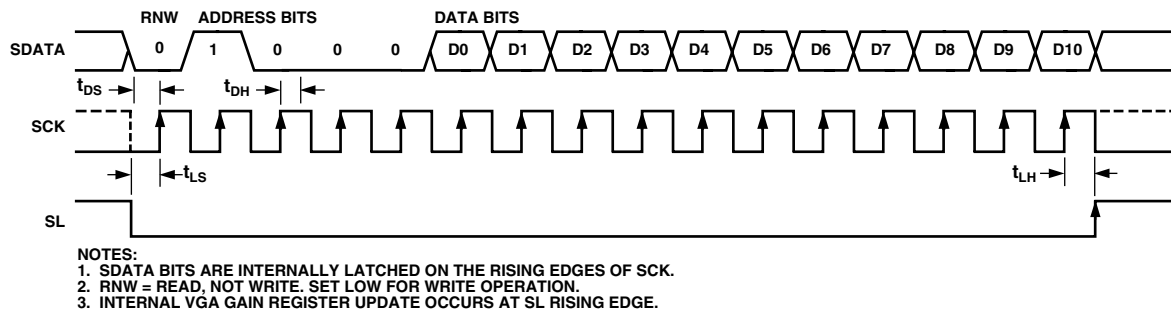 RNW ADDRESS BITS DATA BITS
SDATA 0 1 0 0 0 D0 D1 D2 D3 D4 D5 D6 D7 D8 D9 D10
tDS tDH
SCK
tLS tLH
SL
NOTES:
1. SDATA BITS ARE INTERNALLY LATCHED ON THE RISING EDGES OF SCK.
2. RNW = READ, NOT WRITE. SET LOW FOR WRITE OPERATION.
3. INTERNAL VGA GAIN REGISTER UPDATE OCCURS AT SL RISING EDGE.